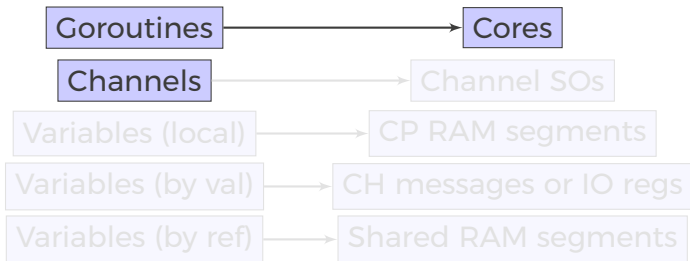 Goroutines Cores
Channels Channel SOs
Variables (local) CP RAM segments
Variables (by val) CH messages or IO regs
Variables (by ref) Shared RAM segments